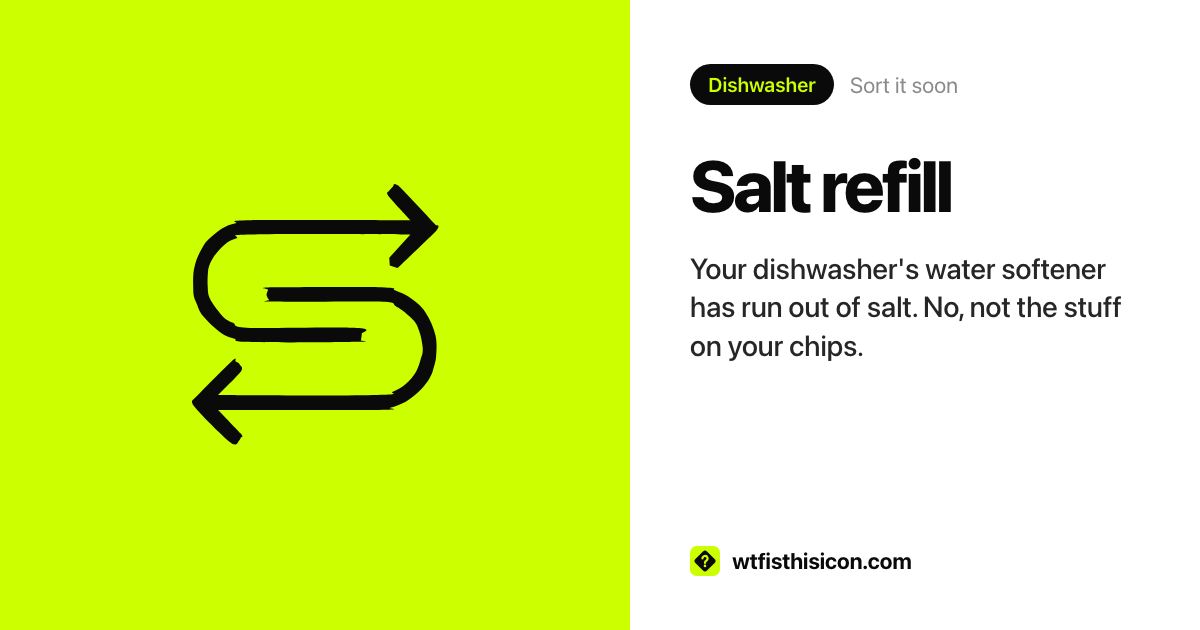 Dishwasher Sort it soon
Salt refill
Your dishwasher's water softener
has run out of salt. No, not the stuff
on your chips.
?
wtfisthisicon.com